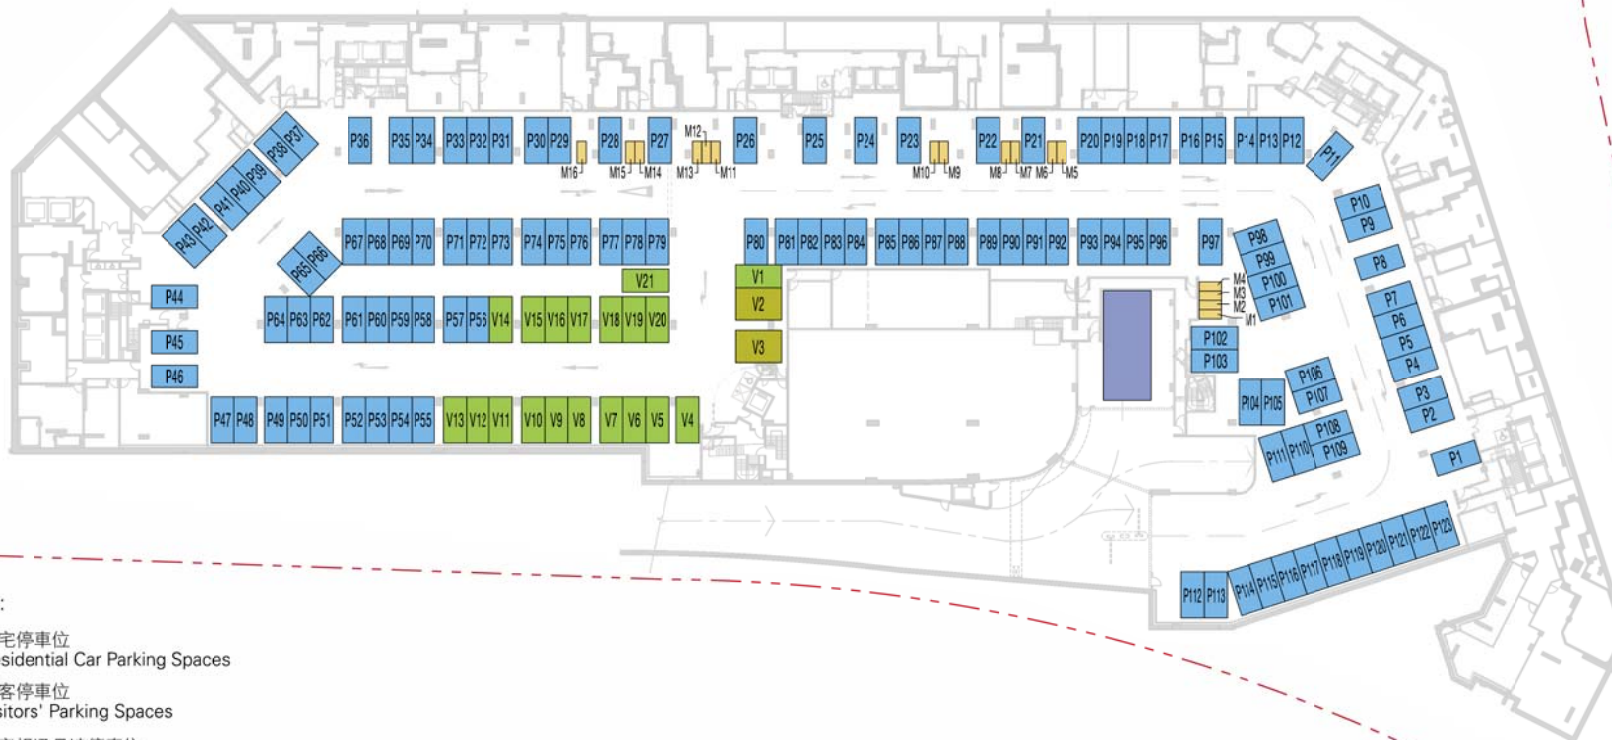 P36 P35 P34 P33 P32 P31 P30 P29 P28 P27 P26 P25 P24 P23 P22 P21 P20 P19 P18 P17 P16 P15 P14 P13 P12
M12
M16 M15 M14 M13 M11 M10 M9 M8 M7 M6 M5
P37
P38
P39
P40
P41
P42
P43
P11
P10
P9
P8
P7
P6
P5
P4
P3
P2
P1
P67 P68 P69 P70 P71 P72 P73 P74 P75 P76 P77 P78 P79 P80 P81 P82 P83 P84 P85 P86 P87 P88 P89 P90 P91 P92 P93 P94 P95 P96 P97
P98
P99
P100
P101
P65 P66
V21
V1
V2
V3
M4
M3
M2
M1
P44
P45
P46
P64 P63 P62 P61 P60 P59 P58 P57 P56 V14 V15 V16 V17 V18 V19 V20
P102
P103
P104 P105
P106
P107
P108
P109
P110
P111
P47 P48 P49 P50 P51 P52 P53 P54 P55 V13 V12 V11 V10 V9 V8 V7 V6 V5 V4
P112 P113 P114 P115 P116 P117 P118 P119 P120 P121 P122 P123
:
宅停車位
sidential Car Parking Spaces
客停車位
sitors' Parking Spaces